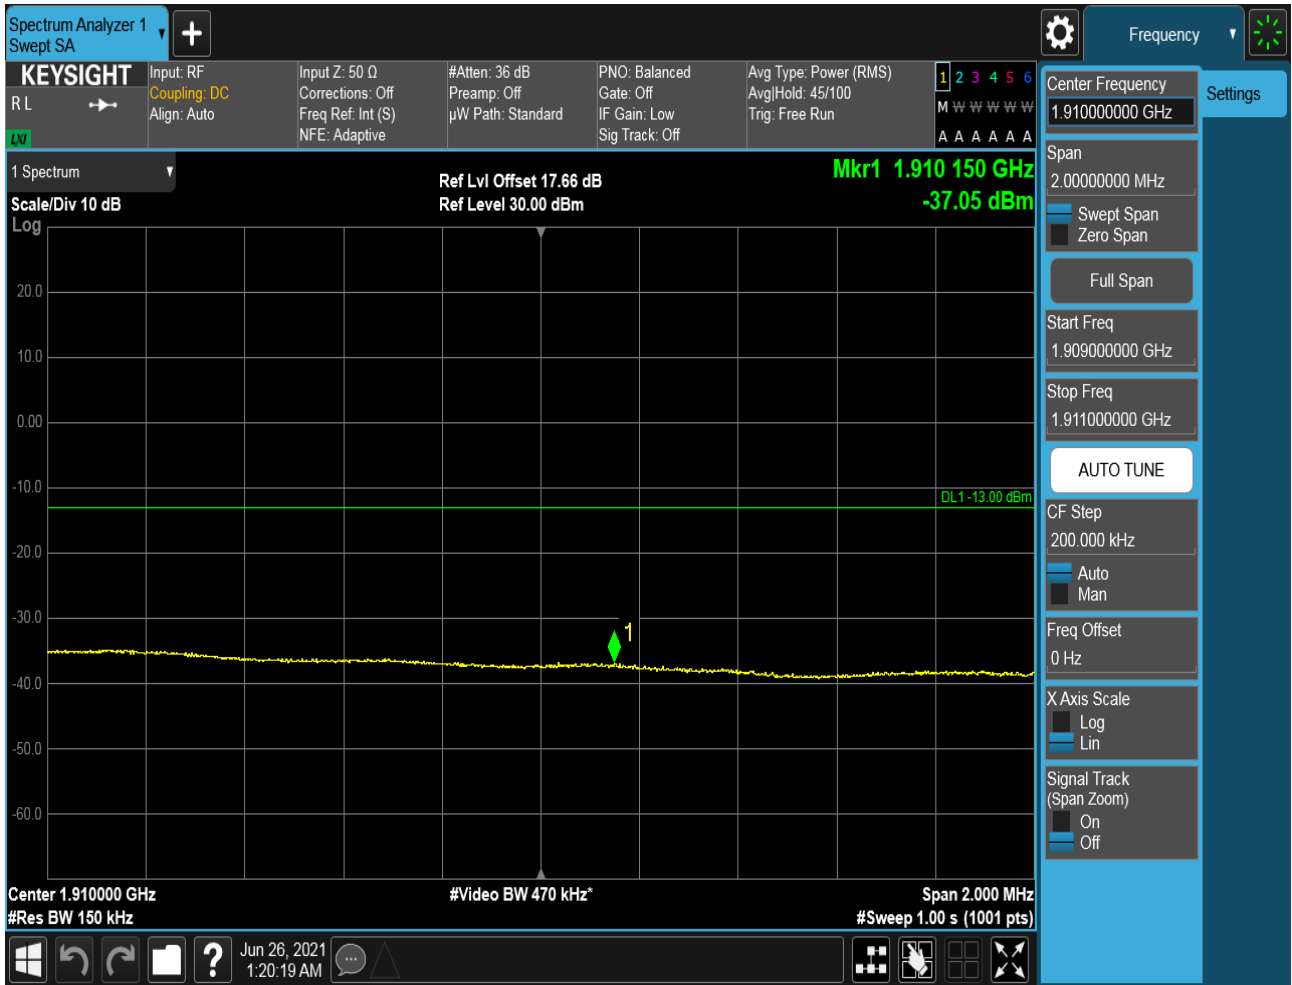 Spectrum Analyzer 1
Swept SA
+
Frequency
KEYSIGHT
R L
LXI
Input: RF
Coupling: DC
Align: Auto
Input Z: 50 Ω
Corrections: Off
Freq Ref: Int (S)
NFE: Adaptive
#Atten: 36 dB
Preamp: Off
µW Path: Standard
PNO: Balanced
Gate: Off
IF Gain: Low
Sig Track: Off
Avg Type: Power (RMS)
Avg|Hold: 45/100
Trig: Free Run
1 2 3 4 5 6
M W W W W W
A A A A A A
Center Frequency
1.910000000 GHz
Settings
Span
2.00000000 MHz
Swept Span
Zero Span
Full Span
Start Freq
1.909000000 GHz
Stop Freq
1.911000000 GHz
AUTO TUNE
CF Step
200.000 kHz
Auto
Man
Freq Offset
0 Hz
X Axis Scale
Log
Lin
Signal Track
(Span Zoom)
On
Off
1 Spectrum
Scale/Div 10 dB
Log
Ref Lvl Offset 17.66 dB
Ref Level 30.00 dBm
Mkr1 1.910 150 GHz
-37.05 dBm
20.0
10.0
0.00
-10.0
DL1 -13.00 dBm
-20.0
-30.0
1
-40.0
-50.0
-60.0
Center 1.910000 GHz
#Video BW 470 kHz*
Span 2.000 MHz
#Res BW 150 kHz
#Sweep 1.00 s (1001 pts)
?
Jun 26, 2021
1:20:19 AM